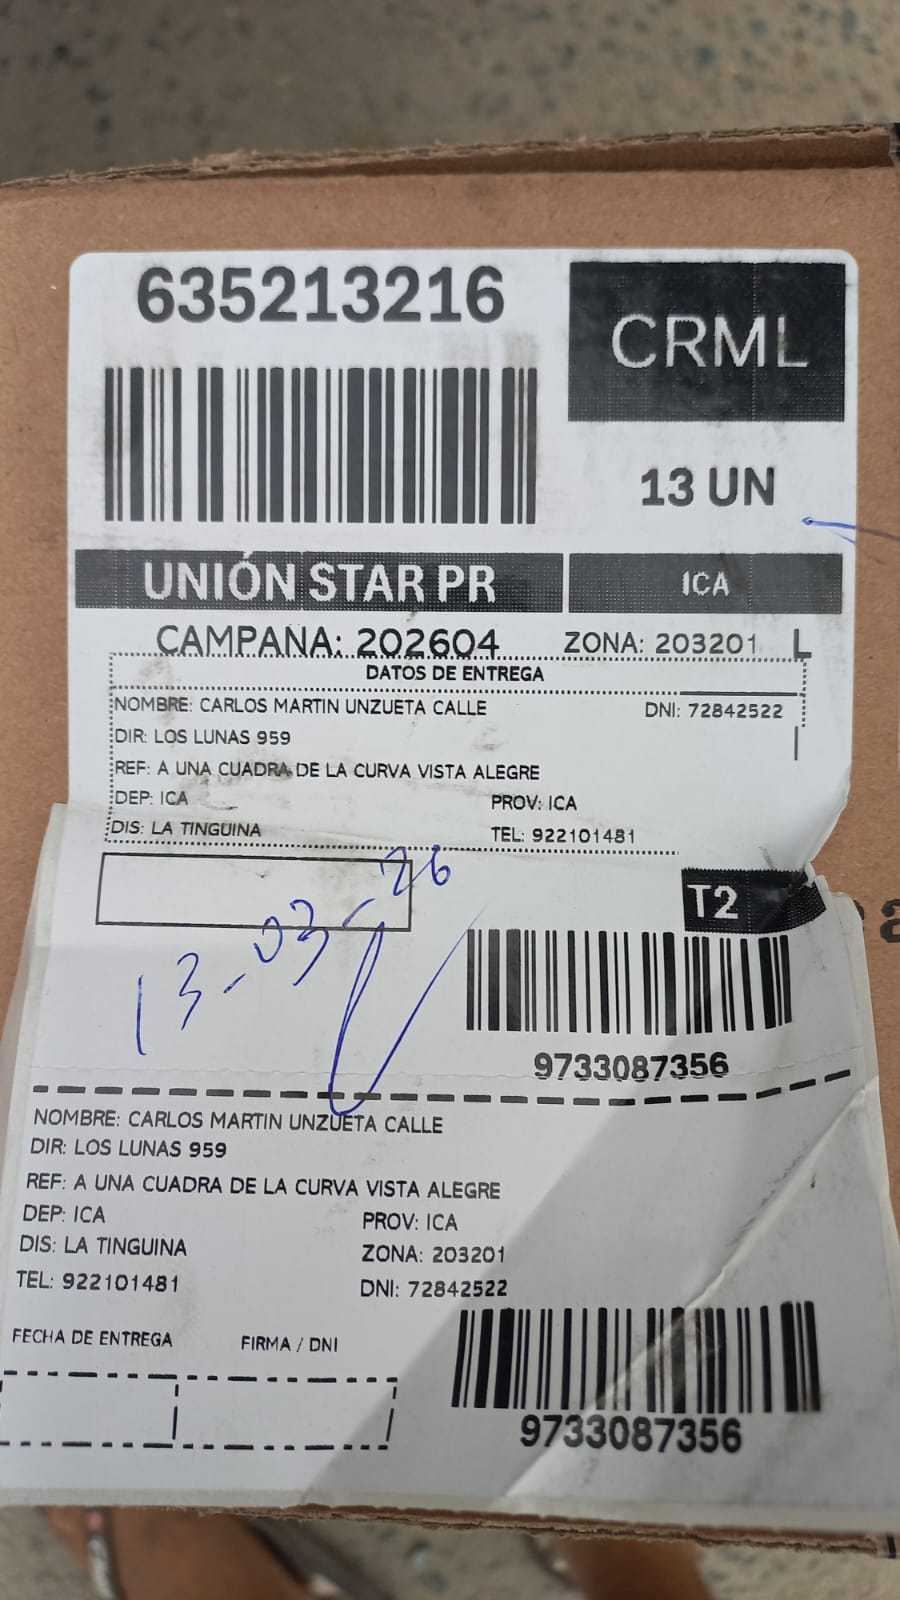 635213216
CRML
13 UN
UNIÓN STAR PR
ICA
CAMPAÑA: 202604
ZONA: 203201 L
DATOS DE ENTREGA
NOMBRE: CARLOS MARTIN UNZUETA CALLE
DNI: 72842522
DIR: LOS LUNAS 959
REF: A UNA CUADRA DE LA CURVA VISTA ALEGRE
DEP: ICA
PROV: ICA
DIS: LA TINGUINA
TEL: 922101481
13-03-26
T2
9733087356
NOMBRE: CARLOS MARTIN UNZUETA CALLE
DIR: LOS LUNAS 959
REF: A UNA CUADRA DE LA CURVA VISTA ALEGRE
DEP: ICA
PROV: ICA
DIS: LA TINGUINA
ZONA: 203201
TEL: 922101481
DNI: 72842522
FECHA DE ENTREGA
FIRMA / DNI
9733087356